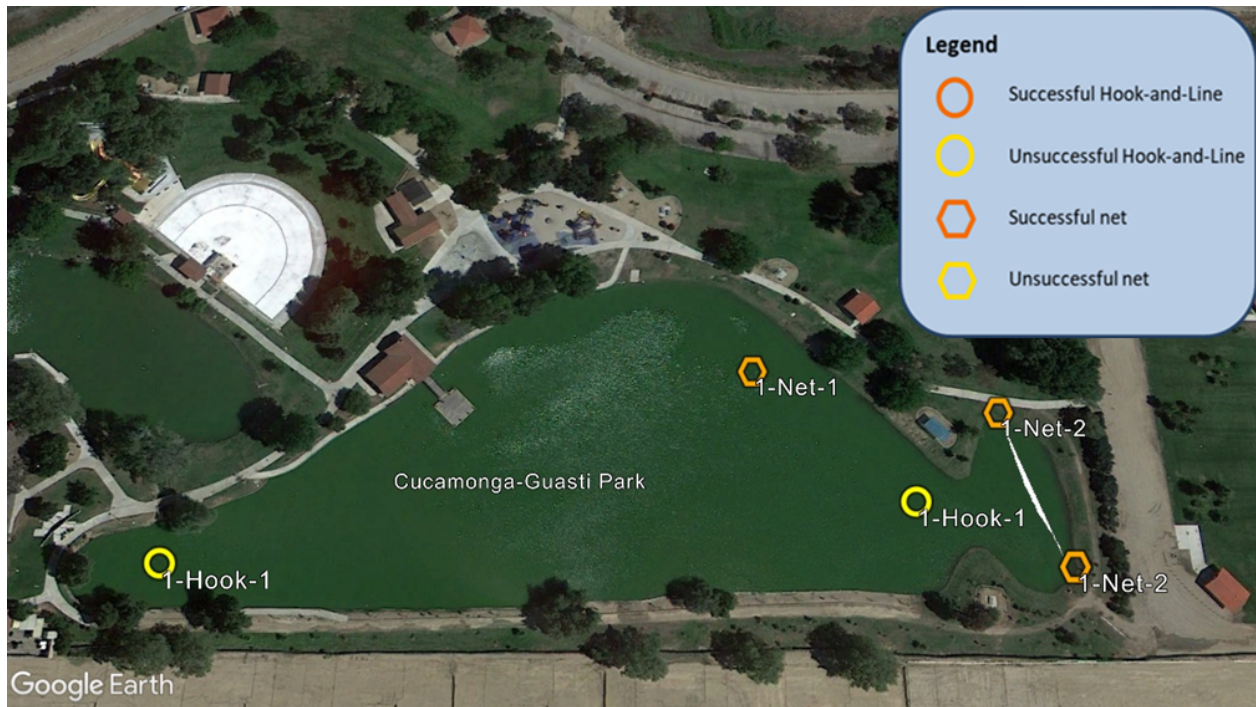 Legend
Successful Hook-and-Line
Unsuccessful Hook-and-Line
Successful net
Unsuccessful net
1-Net-1
1-Net-2
Cucamonga-Guasti Park
1-Hook-1
1-Hook-1
1-Net-2
Google Earth